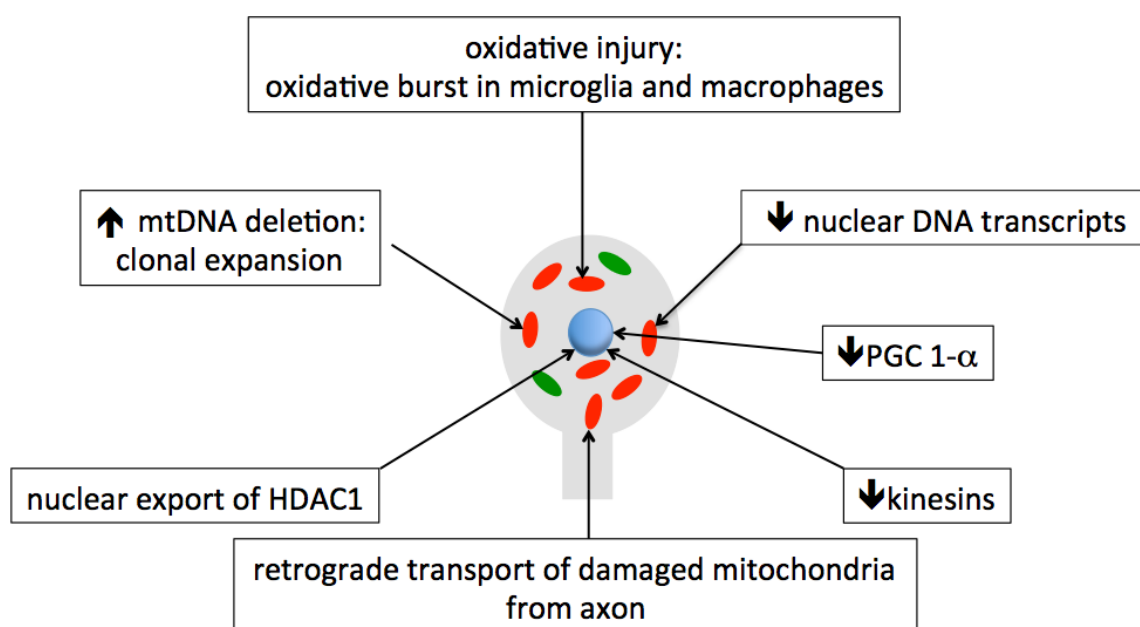 oxidative injury:
oxidative burst in microglia and macrophages
🡹 mtDNA deletion:
clonal expansion
🡻 nuclear DNA transcripts
🡻PGC 1-α
nuclear export of HDAC1
🡻kinesins
retrograde transport of damaged mitochondria
from axon